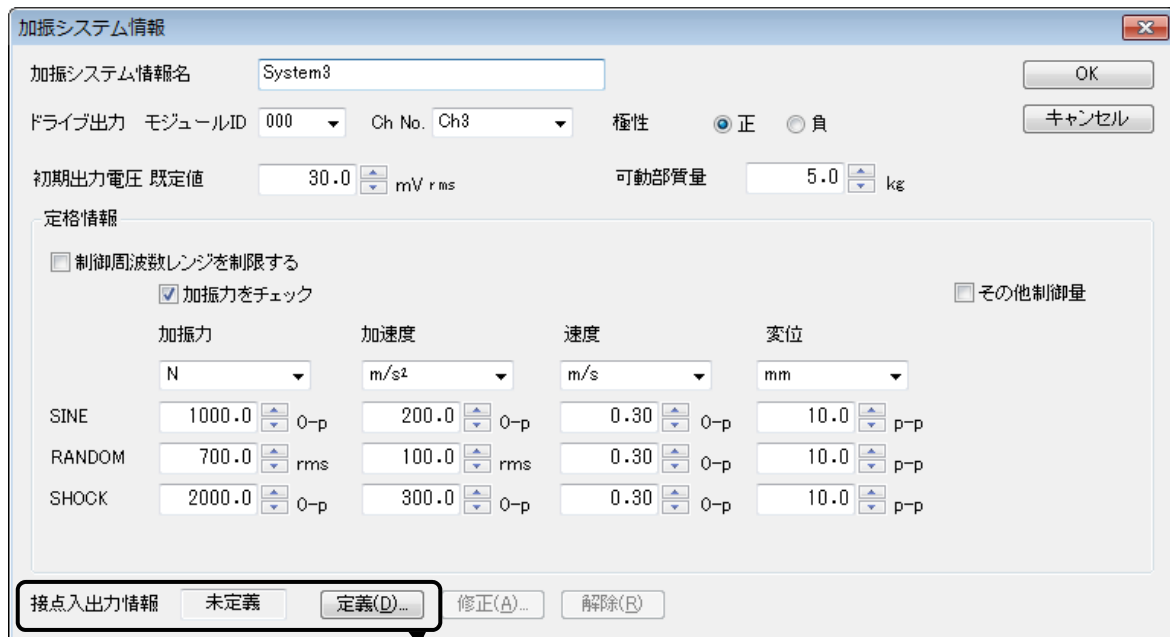 加振システム情報
加振システム情報名 System3 OK
ドライブ出力 モジュールID 000 Ch No. Ch3 極性 正 負 キャンセル
初期出力電圧 既定値 30.0 mV rms 可動部質量 5.0 kg
定格情報
制御周波数レンジを制限する
加振力をチェック その他制御量
加振力 加速度 速度 変位
N m/s² m/s mm
SINE 1000.0 0-p 200.0 0-p 0.30 0-p 10.0 p-p
RANDOM 700.0 rms 100.0 rms 0.30 0-p 10.0 p-p
SHOCK 2000.0 0-p 300.0 0-p 0.30 0-p 10.0 p-p
接点入出力情報 未定義 定義(D)... 修正(A)... 解除(R)